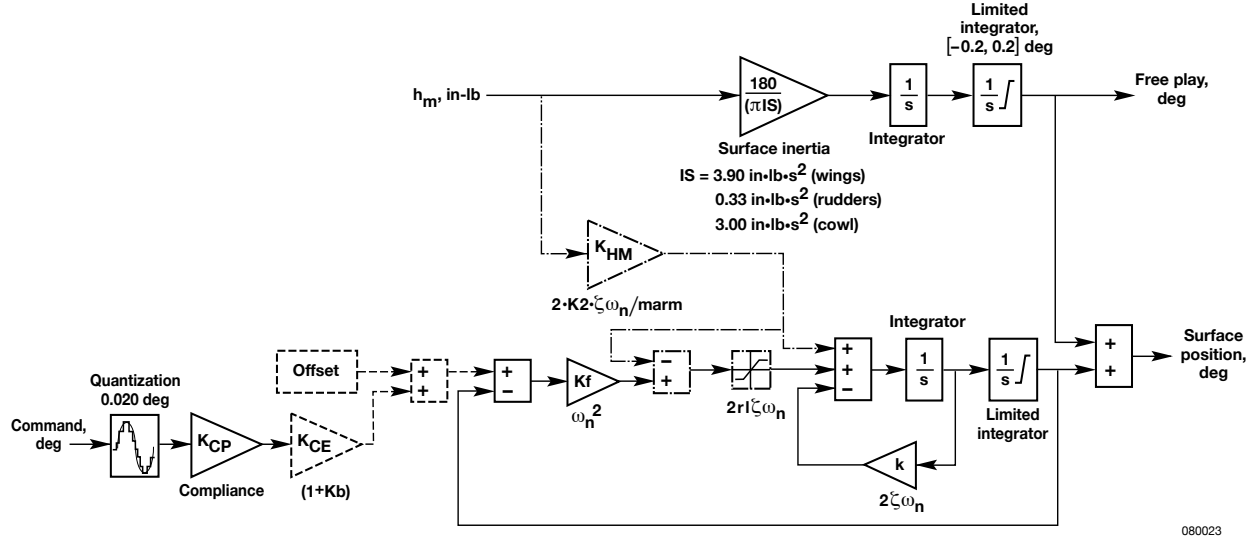 Limited
integrator,
[−0.2, 0.2] deg
h_m, in-lb
180
(πIS)
1
s
1
s
Free play,
deg
Integrator
Surface inertia
IS = 3.90 in•lb•s² (wings)
0.33 in•lb•s² (rudders)
3.00 in•lb•s² (cowl)
K_HM
2•K2•ζω_n/marm
Integrator
Offset
+
+
+
−
Kf
ω_n²
−
+
2rlζω_n
+
+
−
1
s
1
s
Limited
integrator
+
+
Surface
position,
deg
Quantization
0.020 deg
Command,
deg
K_CP
Compliance
K_CE
(1+Kb)
k
2ζω_n
080023